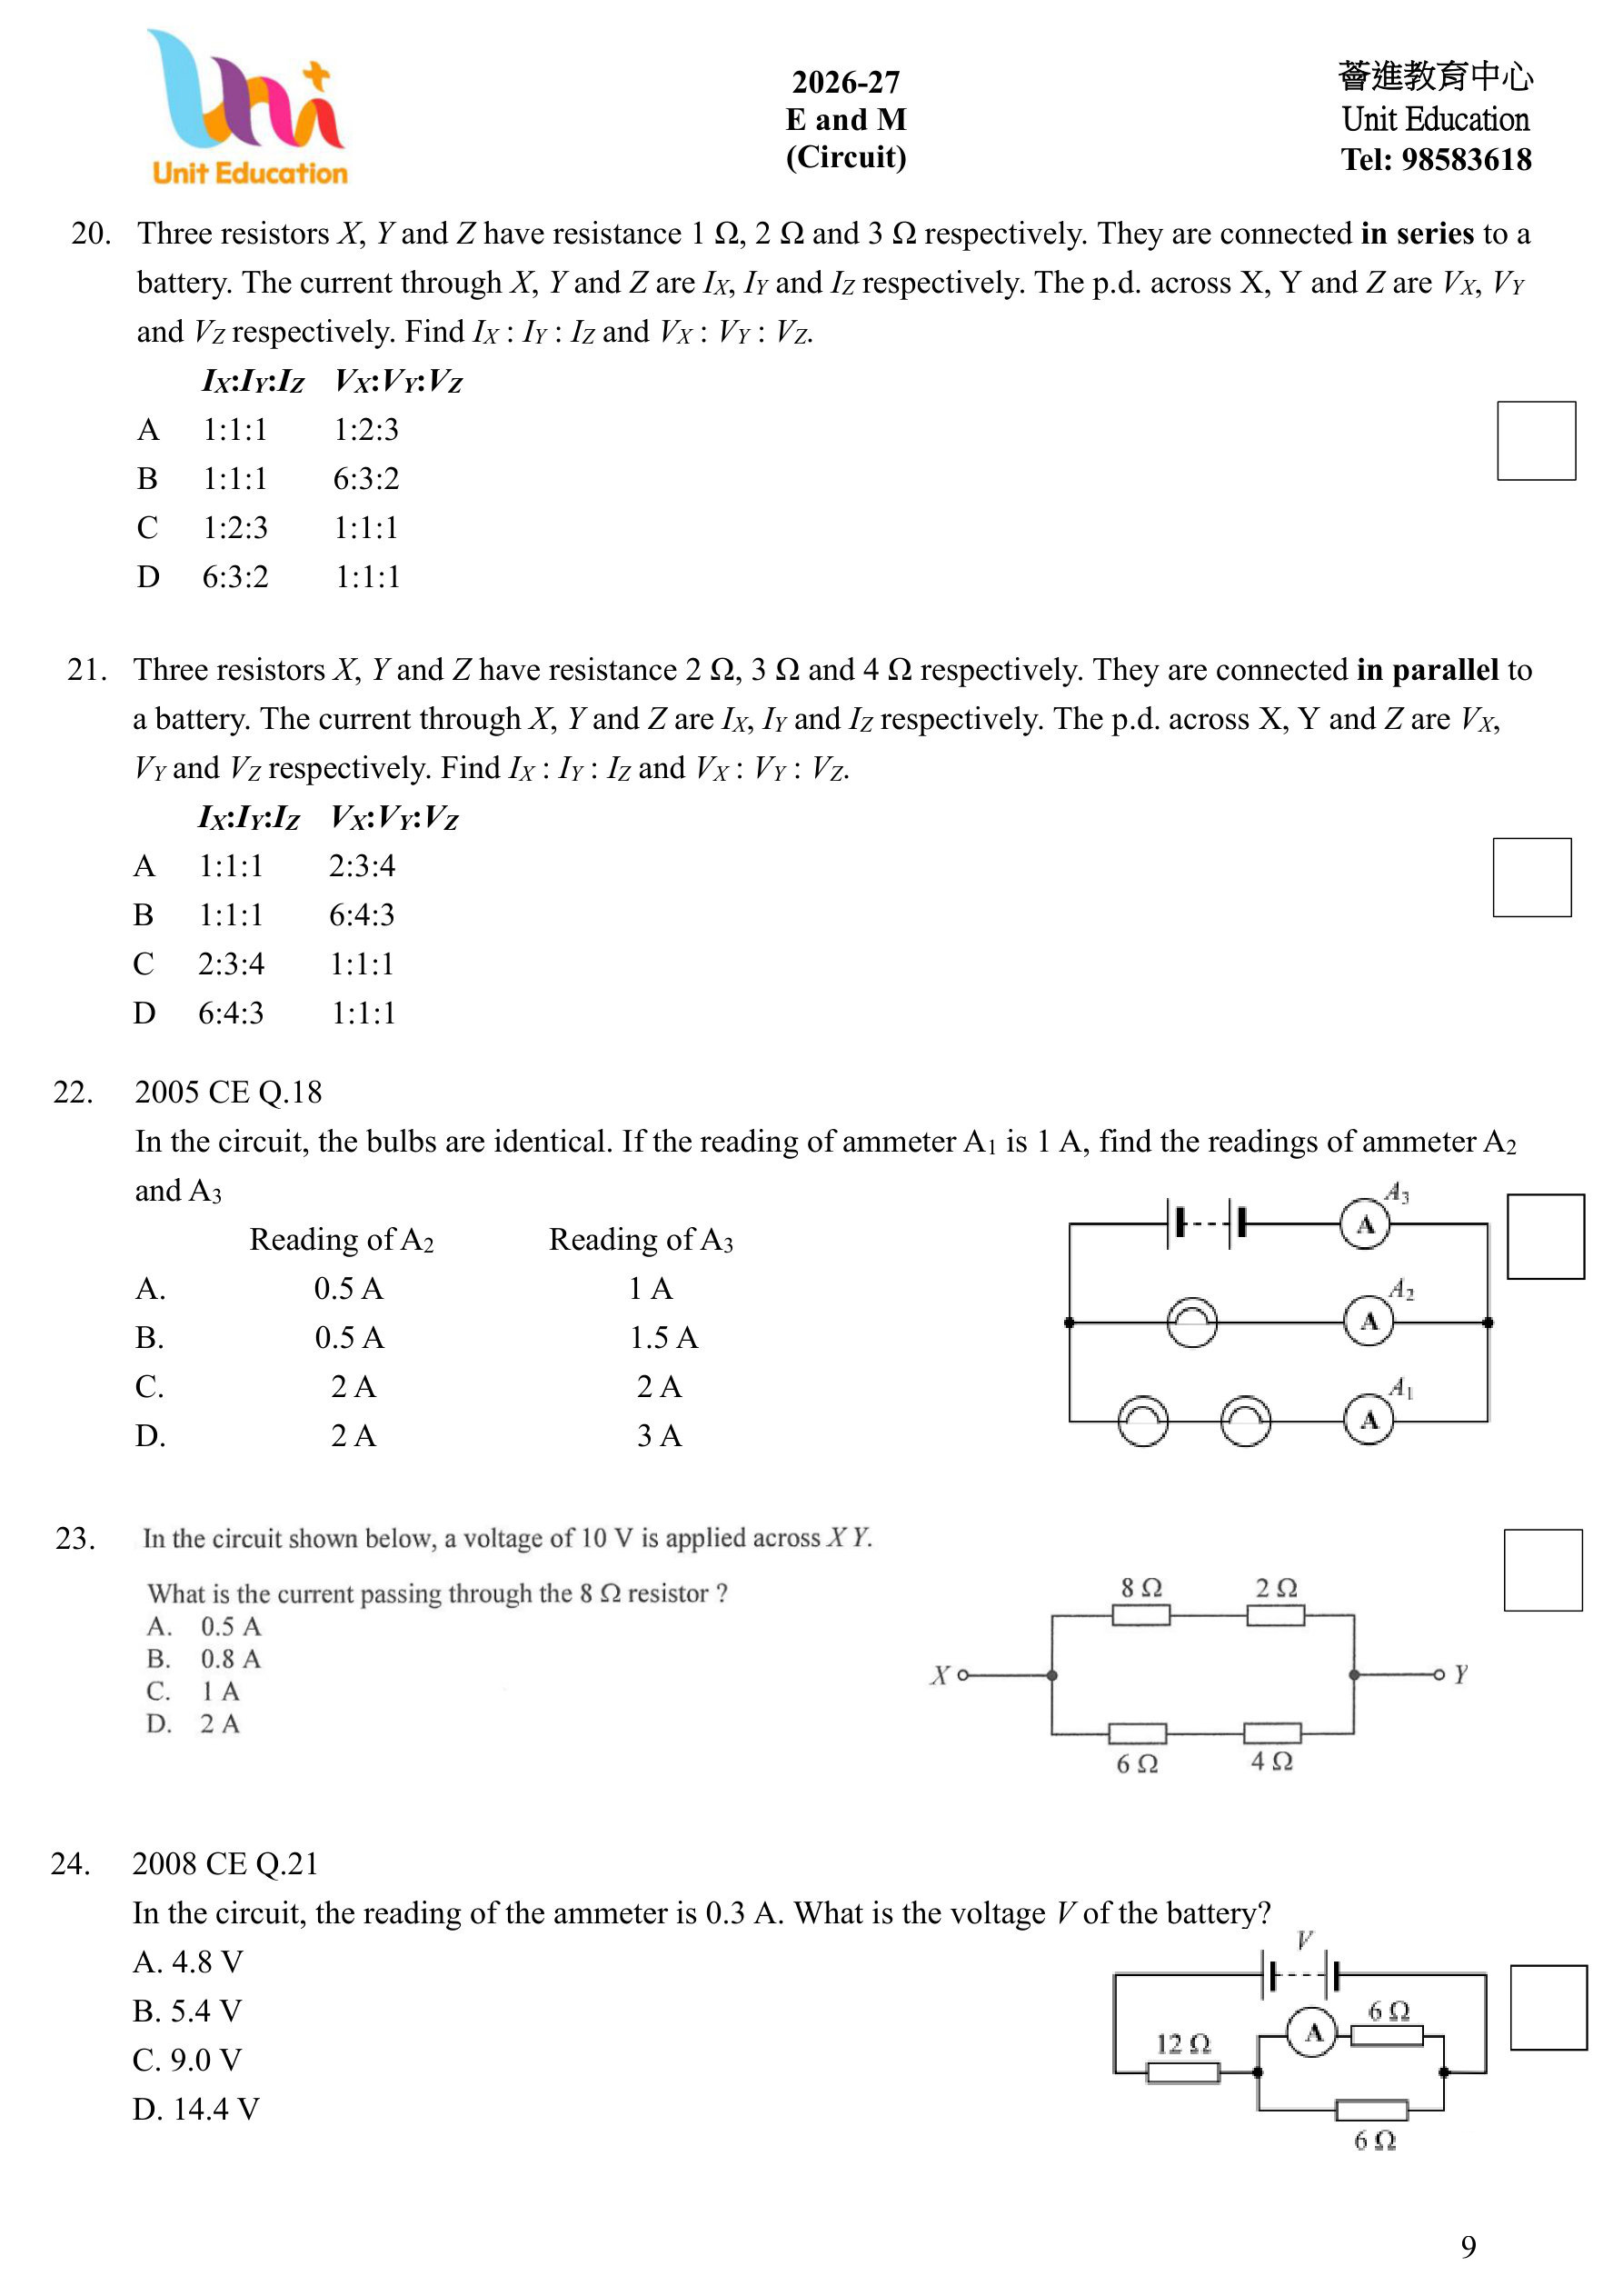 Uni
Unit Education
2026-27
E and M
(Circuit)
薈進教育中心
Unit Education
Tel: 98583618
20. Three resistors X, Y and Z have resistance 1 Ω, 2 Ω and 3 Ω respectively. They are connected in series to a
battery. The current through X, Y and Z are IX, IY and IZ respectively. The p.d. across X, Y and Z are VX, VY
and VZ respectively. Find IX : IY : IZ and VX : VY : VZ.
IX:IY:IZ VX:VY:VZ
A 1:1:1 1:2:3
B 1:1:1 6:3:2
C 1:2:3 1:1:1
D 6:3:2 1:1:1
21. Three resistors X, Y and Z have resistance 2 Ω, 3 Ω and 4 Ω respectively. They are connected in parallel to
a battery. The current through X, Y and Z are IX, IY and IZ respectively. The p.d. across X, Y and Z are VX,
VY and VZ respectively. Find IX : IY : IZ and VX : VY : VZ.
IX:IY:IZ VX:VY:VZ
A 1:1:1 2:3:4
B 1:1:1 6:4:3
C 2:3:4 1:1:1
D 6:4:3 1:1:1
22. 2005 CE Q.18
In the circuit, the bulbs are identical. If the reading of ammeter A1 is 1 A, find the readings of ammeter A2
and A3
Reading of A2 Reading of A3
A. 0.5 A 1 A
B. 0.5 A 1.5 A
C. 2 A 2 A
D. 2 A 3 A
A3
A
A2
A
A1
A
23. In the circuit shown below, a voltage of 10 V is applied across X Y.
What is the current passing through the 8 Ω resistor ?
A. 0.5 A
B. 0.8 A
C. 1 A
D. 2 A
8 Ω 2 Ω
X Y
6 Ω 4 Ω
24. 2008 CE Q.21
In the circuit, the reading of the ammeter is 0.3 A. What is the voltage V of the battery?
A. 4.8 V
B. 5.4 V
C. 9.0 V
D. 14.4 V
V
6 Ω
A
12 Ω
6 Ω
9